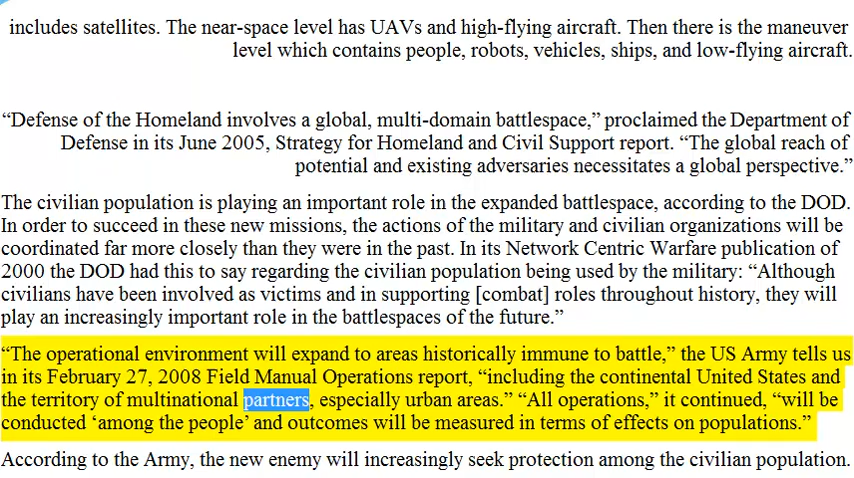 includes satellites. The near-space level has UAVs and high-flying aircraft. Then there is the maneuver
level which contains people, robots, vehicles, ships, and low-flying aircraft.
“Defense of the Homeland involves a global, multi-domain battlespace,” proclaimed the Department of
Defense in its June 2005, Strategy for Homeland and Civil Support report. “The global reach of
potential and existing adversaries necessitates a global perspective.”
The civilian population is playing an important role in the expanded battlespace, according to the DOD.
In order to succeed in these new missions, the actions of the military and civilian organizations will be
coordinated far more closely than they were in the past. In its Network Centric Warfare publication of
2000 the DOD had this to say regarding the civilian population being used by the military: “Although
civilians have been involved as victims and in supporting [combat] roles throughout history, they will
play an increasingly important role in the battlespaces of the future.”
“The operational environment will expand to areas historically immune to battle,” the US Army tells us
in its February 27, 2008 Field Manual Operations report, “including the continental United States and
the territory of multinational partners, especially urban areas.” “All operations,” it continued, “will be
conducted ‘among the people’ and outcomes will be measured in terms of effects on populations.”
According to the Army, the new enemy will increasingly seek protection among the civilian population.